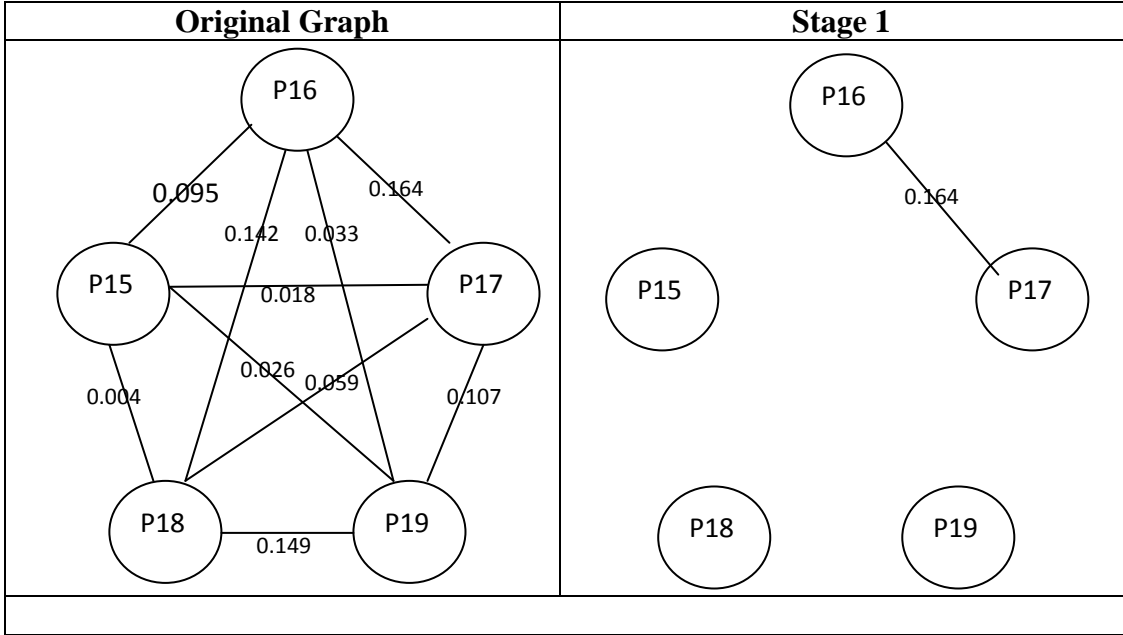 Original Graph
Stage 1
P16
0.095
0.164
0.142
0.033
P15
P17
0.018
0.026
0.059
0.004
0.107
P18
P19
0.149
P16
0.164
P15
P17
P18
P19